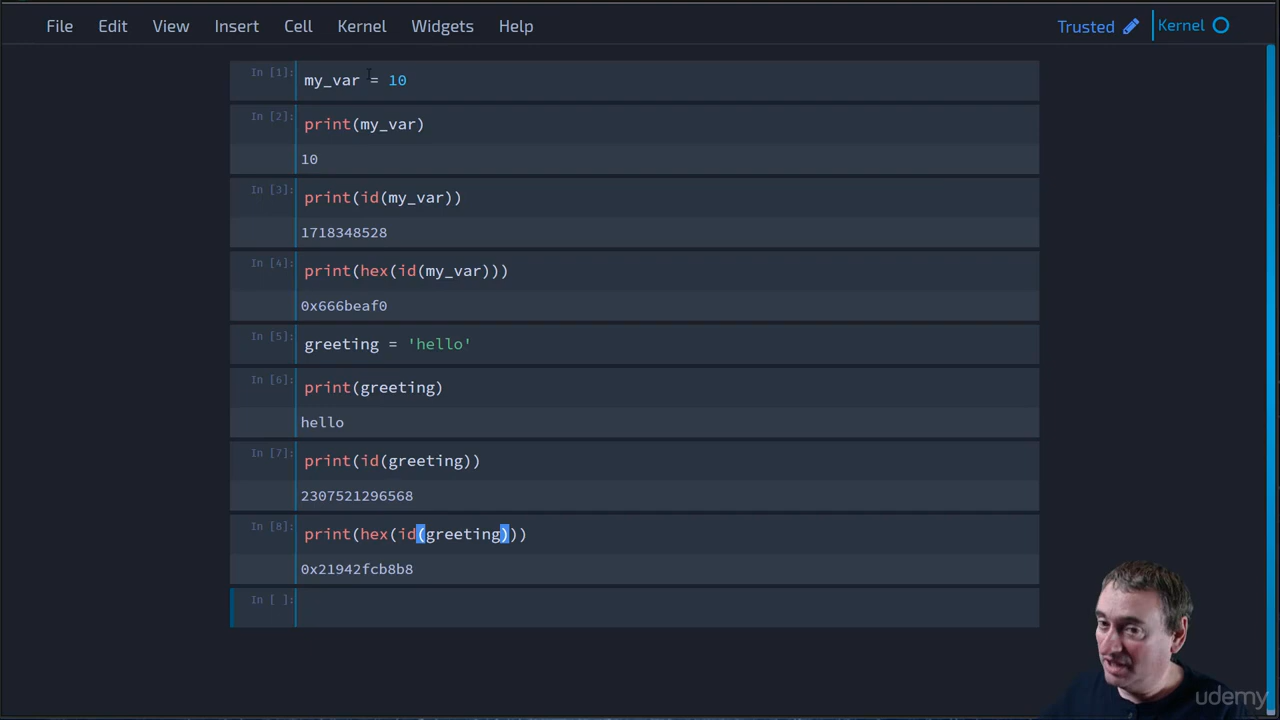 File Edit View Insert Cell Kernel Widgets Help Trusted Kernel
In [1]: my_var = 10
In [2]: print(my_var)
10
In [3]: print(id(my_var))
1718348528
In [4]: print(hex(id(my_var)))
0x666beaf0
In [5]: greeting = 'hello'
In [6]: print(greeting)
hello
In [7]: print(id(greeting))
2307521296568
In [8]: print(hex(id(greeting)))
0x21942fcb8b8
In [ ]:
udemy